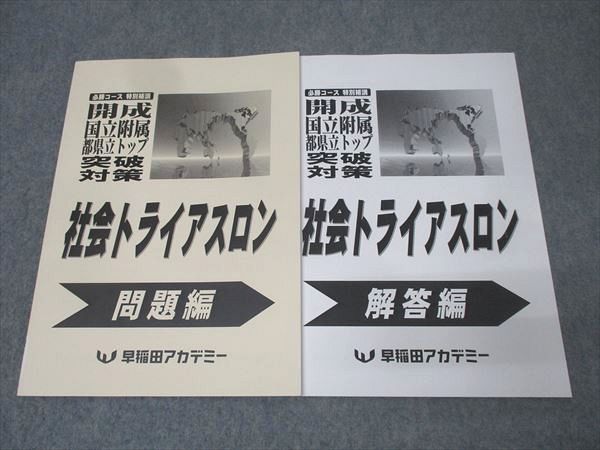 必勝コース 特別補講
開成
国立附属
都県立トップ
突破
対策
社会トライアスロン
問題編
早稲田アカデミー
必勝コース 特別補講
開成
国立附属
都県立トップ
突破
対策
社会トライアスロン
解答編
早稲田アカデミー